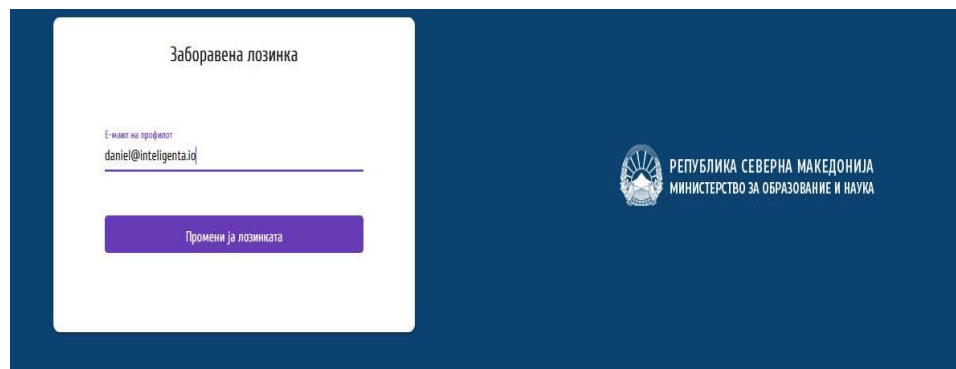 Заборавена лозинка
Е-маил на профилот
daniel@inteligenta.io
Промени ја лозинката
РЕПУБЛИКА СЕВЕРНА МАКЕДОНИЈА
МИНИСТЕРСТВО ЗА ОБРАЗОВАНИЕ И НАУКА